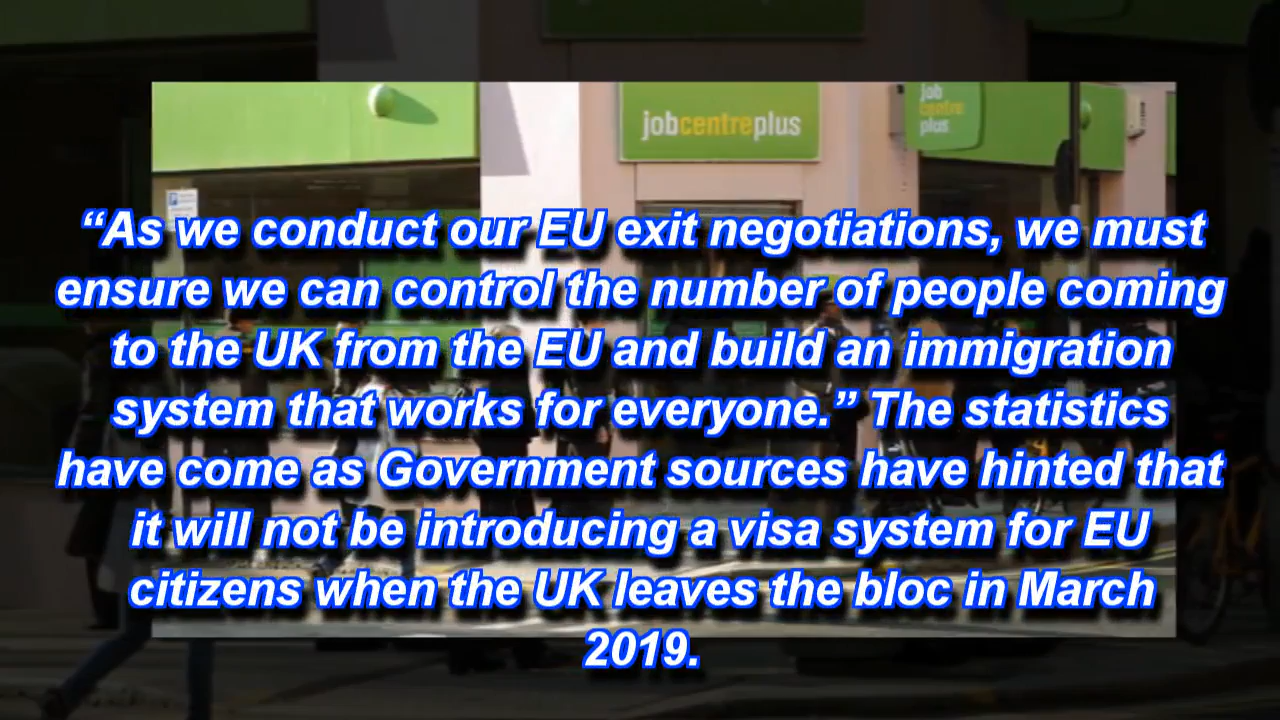 jobcentreplus
job
centre
plus
“As we conduct our EU exit negotiations, we must
ensure we can control the number of people coming
to the UK from the EU and build an immigration
system that works for everyone.” The statistics
have come as Government sources have hinted that
it will not be introducing a visa system for EU
citizens when the UK leaves the bloc in March
2019.